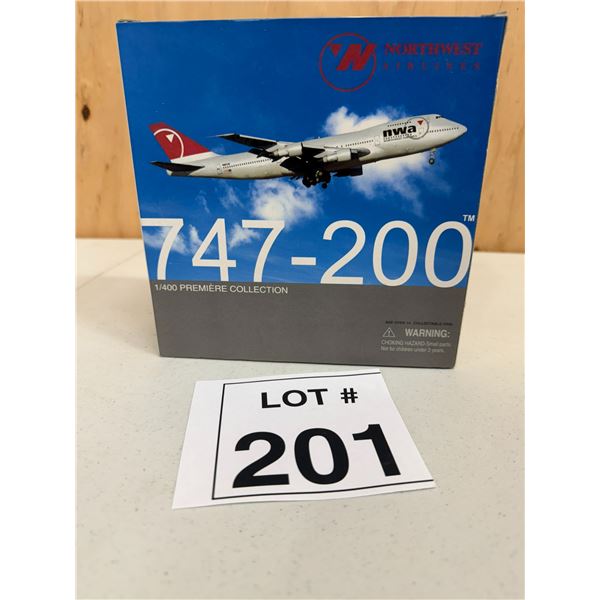 NORTHWEST
AIRLINES
nwa
747-200™
1/400 PREMIÈRE COLLECTION
WARNING:
CHOKING HAZARD-Small parts.
Not for children under 3 years.
LOT #
201